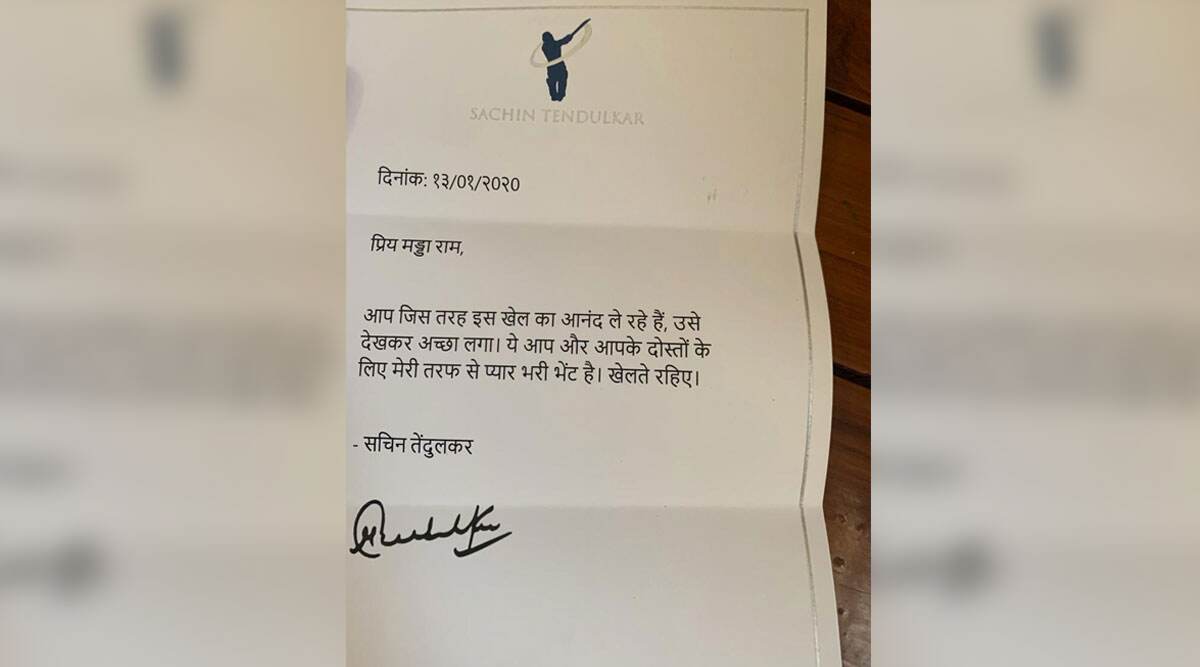 SACHIN TENDULKAR
दिनांक: १३/०१/२०२०
प्रिय मड्डा राम,
आप जिस तरह इस खेल का आनंद ले रहे हैं, उसे
देखकर अच्छा लगा। ये आप और आपके दोस्तों के
लिए मेरी तरफ से प्यार भरी भेंट है। खेलते रहिए।
- सचिन तेंदुलकर